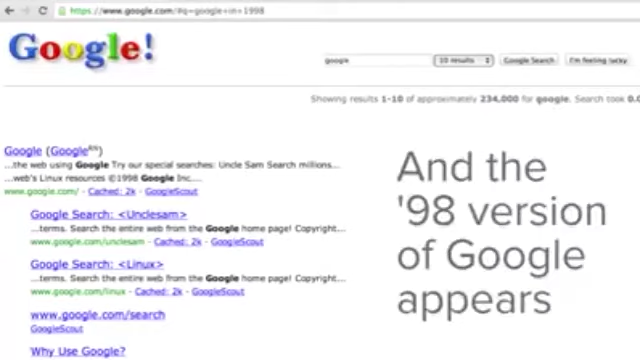 https://www.google.com/#q=google+in+1998
Google!
google
10 results
Google Search
I'm feeling lucky
Showing results 1-10 of approximately 234,000 for google. Search took 0.0
Google (Google)
...the web using Google Try our special searches: Uncle Sam Search millions...
...web's Linux resources ©1998 Google Inc....
www.google.com/ - Cached: 2k - GoogleScout
Google Search: <Unclesam>
...terms. Search the entire web from the Google home page! Copyright...
www.google.com/unclesam - Cached: 2k - GoogleScout
Google Search: <Linux>
...terms. Search the entire web from the Google home page! Copyright...
www.google.com/linux - Cached: 2k - GoogleScout
www.google.com/search
GoogleScout
Why Use Google?
And the
'98 version
of Google
appears